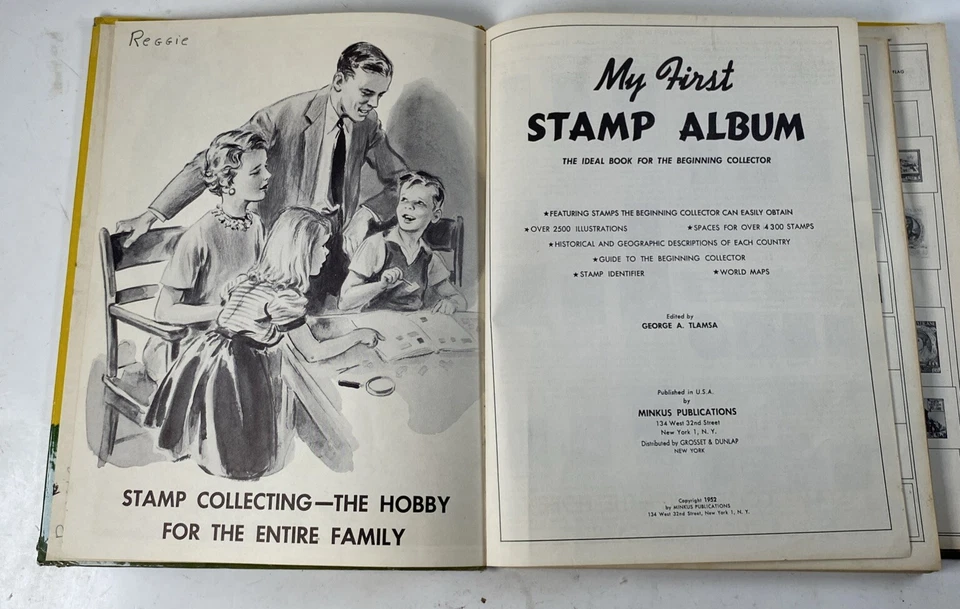 Reggie
STAMP COLLECTING—THE HOBBY
FOR THE ENTIRE FAMILY
My First
STAMP ALBUM
THE IDEAL BOOK FOR THE BEGINNING COLLECTOR
★FEATURING STAMPS THE BEGINNING COLLECTOR CAN EASILY OBTAIN
★OVER 2500 ILLUSTRATIONS ★SPACES FOR OVER 4300 STAMPS
★HISTORICAL AND GEOGRAPHIC DESCRIPTIONS OF EACH COUNTRY
★GUIDE TO THE BEGINNING COLLECTOR
★STAMP IDENTIFIER ★WORLD MAPS
Edited by
GEORGE A. TLAMSA
Published in U.S.A.
by
MINKUS PUBLICATIONS
134 West 32nd Street
New York 1, N. Y.
Distributed by GROSSET & DUNLAP
NEW YORK
Copyright 1952
by MINKUS PUBLICATIONS
134 West 32nd Street, New York 1, N. Y.
FLAG